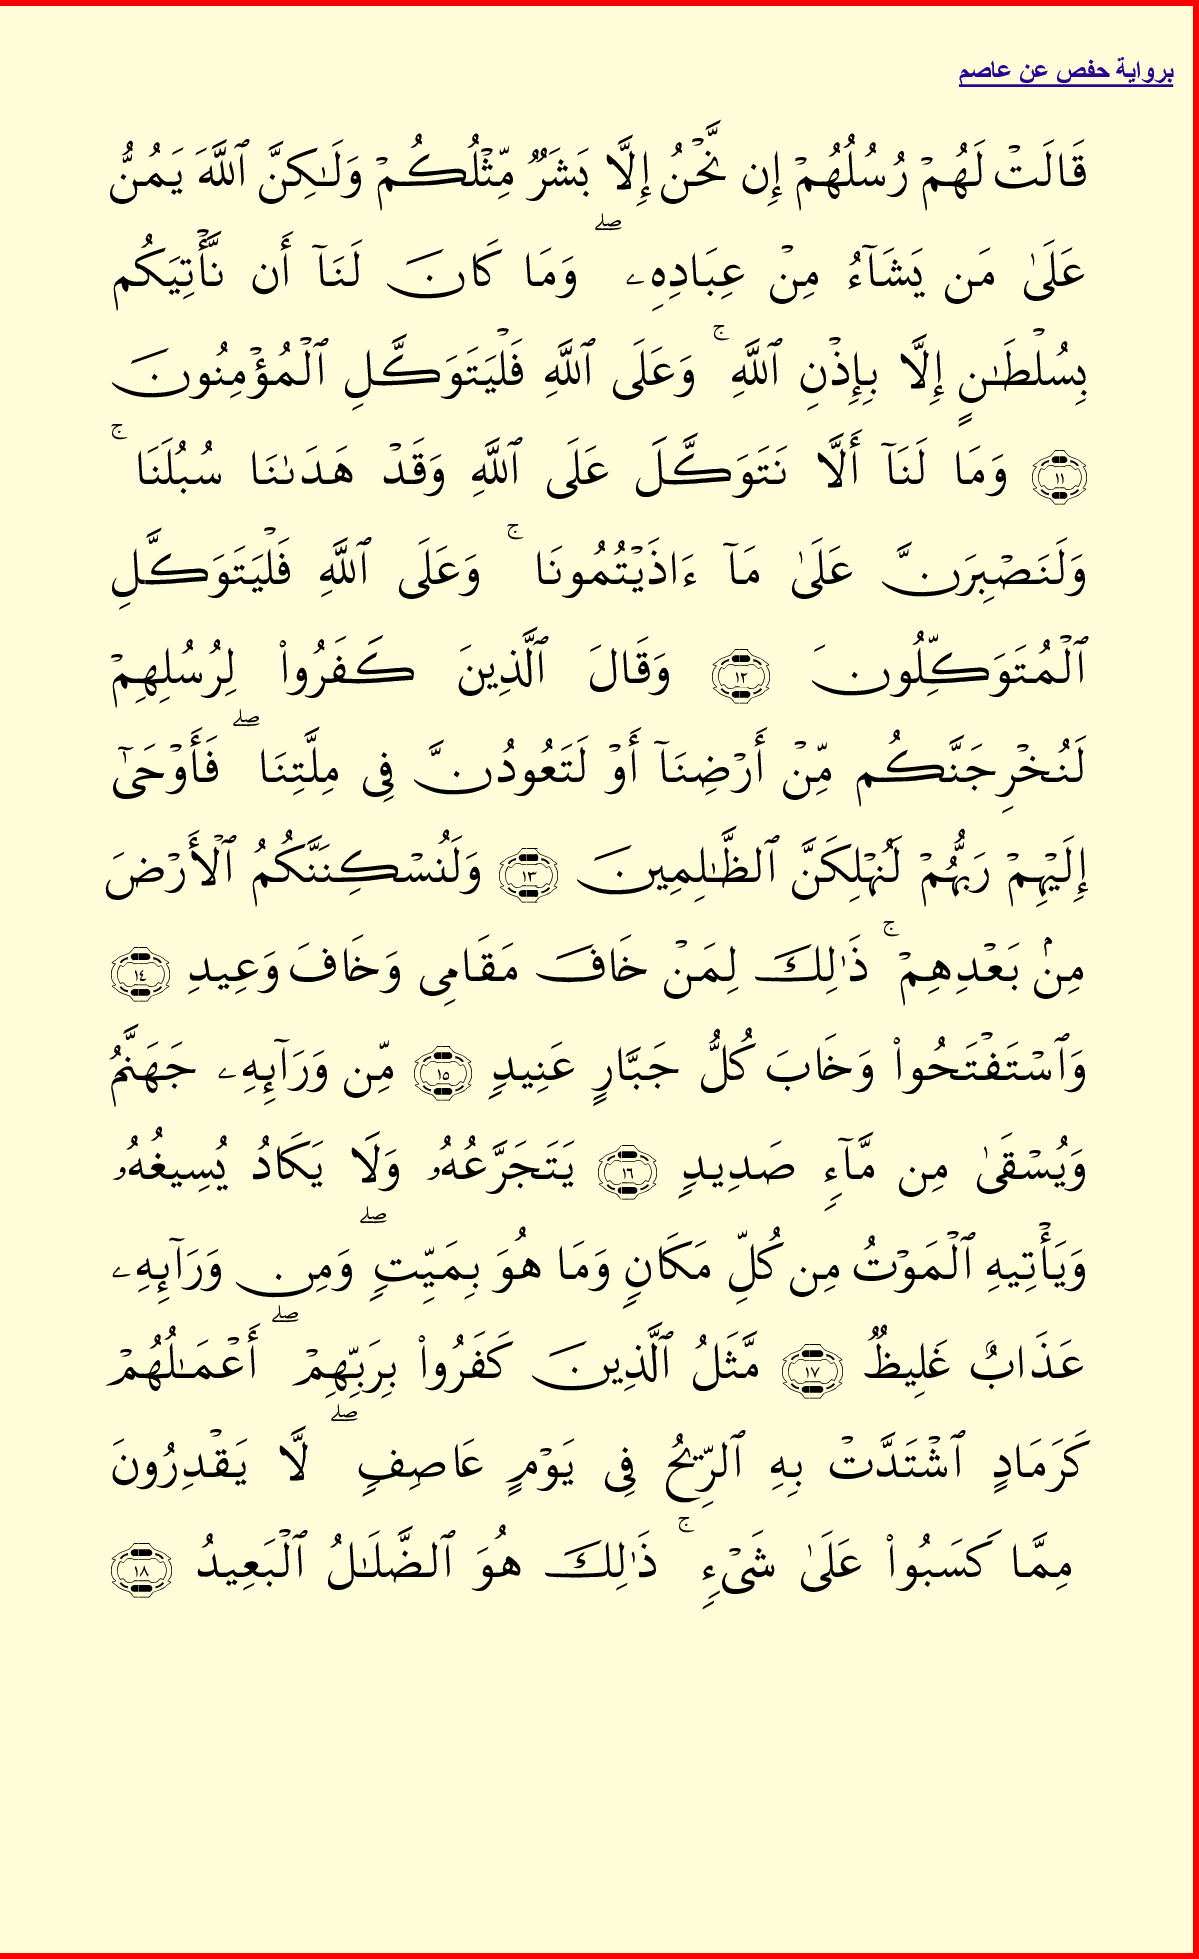 برواية حفص عن عاصم
قَالَتۡ لَهُمۡ رُسُلُهُمۡ إِن نَّحۡنُ إِلَّا بَشَرٞ مِّثۡلُكُمۡ وَلَٰكِنَّ ٱللَّهَ يَمُنُّ
عَلَىٰ مَن يَشَآءُ مِنۡ عِبَادِهِۦۖ وَمَا كَانَ لَنَآ أَن نَّأۡتِيَكُم
بِسُلۡطَٰنٍ إِلَّا بِإِذۡنِ ٱللَّهِۚ وَعَلَى ٱللَّهِ فَلۡيَتَوَكَّلِ ٱلۡمُؤۡمِنُونَ
١١ وَمَا لَنَآ أَلَّا نَتَوَكَّلَ عَلَى ٱللَّهِ وَقَدۡ هَدَىٰنَا سُبُلَنَاۚ
وَلَنَصۡبِرَنَّ عَلَىٰ مَآ ءَاذَيۡتُمُونَاۚ وَعَلَى ٱللَّهِ فَلۡيَتَوَكَّلِ
ٱلۡمُتَوَكِّلُونَ ١٢ وَقَالَ ٱلَّذِينَ كَفَرُواْ لِرُسُلِهِمۡ
لَنُخۡرِجَنَّكُم مِّنۡ أَرۡضِنَآ أَوۡ لَتَعُودُنَّ فِي مِلَّتِنَاۖ فَأَوۡحَىٰٓ
إِلَيۡهِمۡ رَبُّهُمۡ لَنُهۡلِكَنَّ ٱلظَّٰلِمِينَ ١٣ وَلَنُسۡكِنَنَّكُمُ ٱلۡأَرۡضَ
مِنۢ بَعۡدِهِمۡۚ ذَٰلِكَ لِمَنۡ خَافَ مَقَامِي وَخَافَ وَعِيدِ ١٤
وَٱسۡتَفۡتَحُواْ وَخَابَ كُلُّ جَبَّارٍ عَنِيدٖ ١٥ مِّن وَرَآئِهِۦ جَهَنَّمُ
وَيُسۡقَىٰ مِن مَّآءٖ صَدِيدٖ ١٦ يَتَجَرَّعُهُۥ وَلَا يَكَادُ يُسِيغُهُۥ
وَيَأۡتِيهِ ٱلۡمَوۡتُ مِن كُلِّ مَكَانٖ وَمَا هُوَ بِمَيِّتٖۖ وَمِن وَرَآئِهِۦ
عَذَابٌ غَلِيظٞ ١٧ مَّثَلُ ٱلَّذِينَ كَفَرُواْ بِرَبِّهِمۡۖ أَعۡمَٰلُهُمۡ
كَرَمَادٍ ٱشۡتَدَّتۡ بِهِ ٱلرِّيحُ فِي يَوۡمٍ عَاصِفٖۖ لَّا يَقۡدِرُونَ
مِمَّا كَسَبُواْ عَلَىٰ شَيۡءٖۚ ذَٰلِكَ هُوَ ٱلضَّلَٰلُ ٱلۡبَعِيدُ ١٨